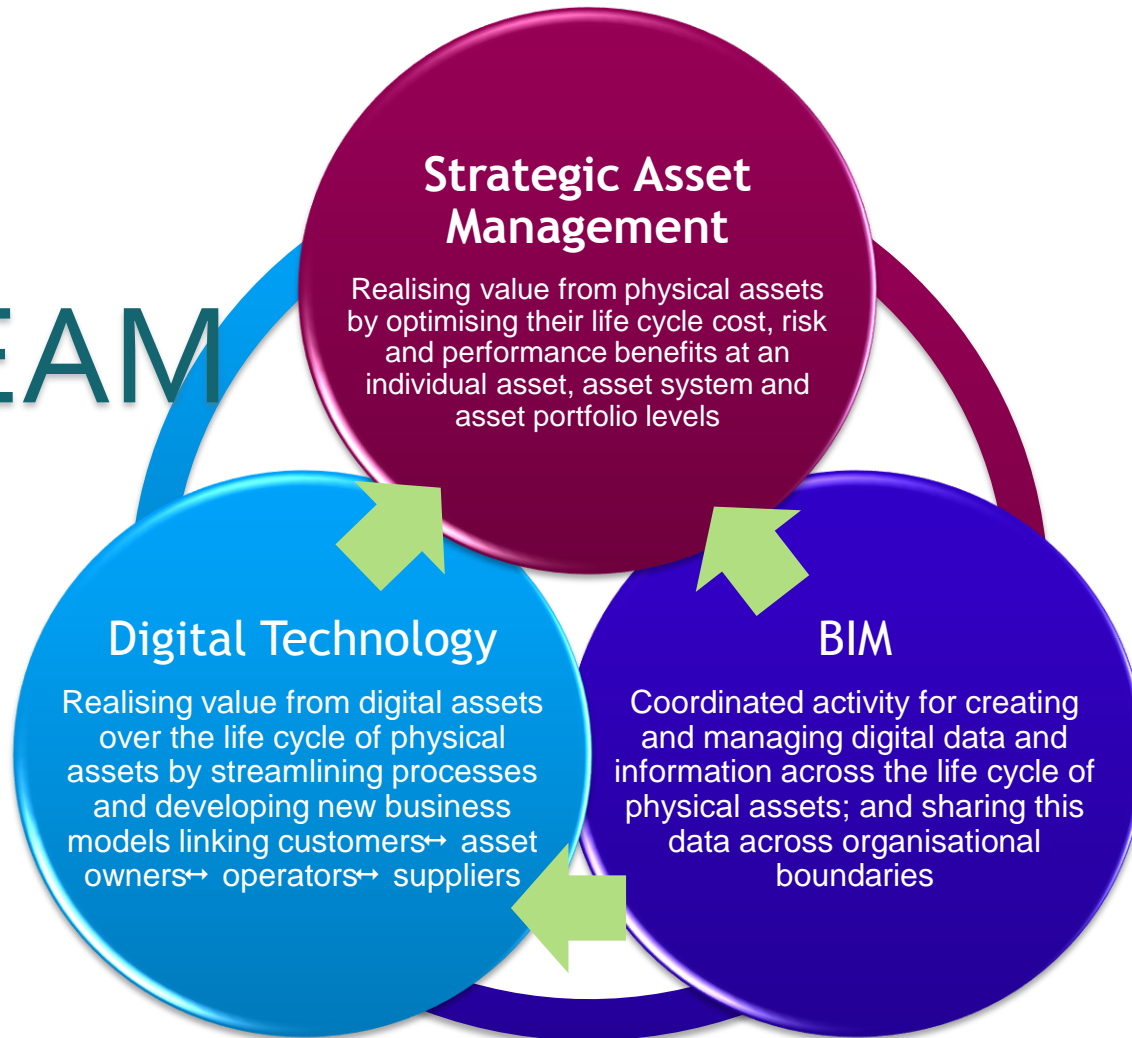 Strategic Asset
Management
Realising value from physical assets
by optimising their life cycle cost, risk
and performance benefits at an
individual asset, asset system and
asset portfolio levels
EAM
Digital Technology
Realising value from digital assets
over the life cycle of physical
assets by streamlining processes
and developing new business
models linking customers↔ asset
owners↔ operators↔ suppliers
BIM
Coordinated activity for creating
and managing digital data and
information across the life cycle of
physical assets; and sharing this
data across organisational
boundaries